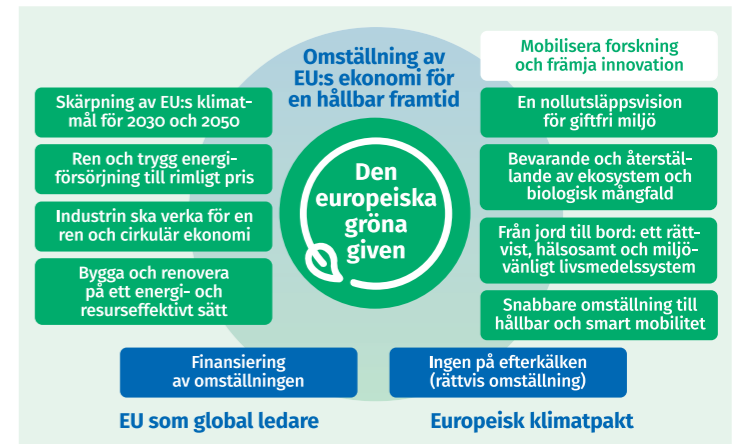 Omställning av
EU:s ekonomi för
en hållbar framtid
Mobilisera forskning
och främja innovation
Skärpning av EU:s klimat-
mål för 2030 och 2050
Ren och trygg energi-
försörjning till rimligt pris
Industrin ska verka för en
ren och cirkulär ekonomi
Bygga och renovera
på ett energi- och
resurseffektivt sätt
Den
europeiska
gröna
given
En nollutsläppsvision
för giftfri miljö
Bevarande och återstäl-
lande av ekosystem och
biologisk mångfald
Från jord till bord: ett rätt-
vist, hälsosamt och miljö-
vänligt livsmedelssystem
Snabbare omställning till
hållbar och smart mobilitet
Finansiering
av omställningen
Ingen på efterkälken
(rättvis omställning)
EU som global ledare
Europeisk klimatpakt